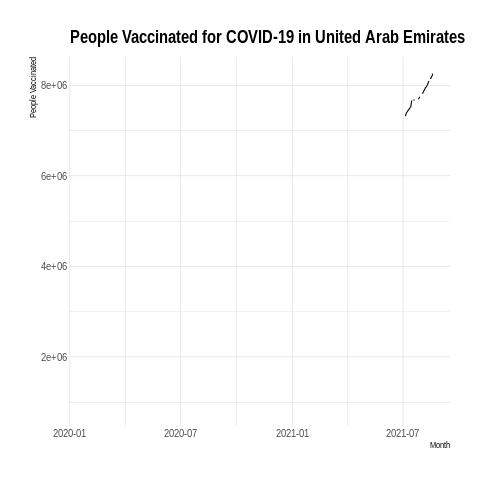 People Vaccinated for COVID-19 in United Arab Emirates
People Vaccinated
8e+06
6e+06
4e+06
2e+06
2020-01 2020-07 2021-01 2021-07
Month